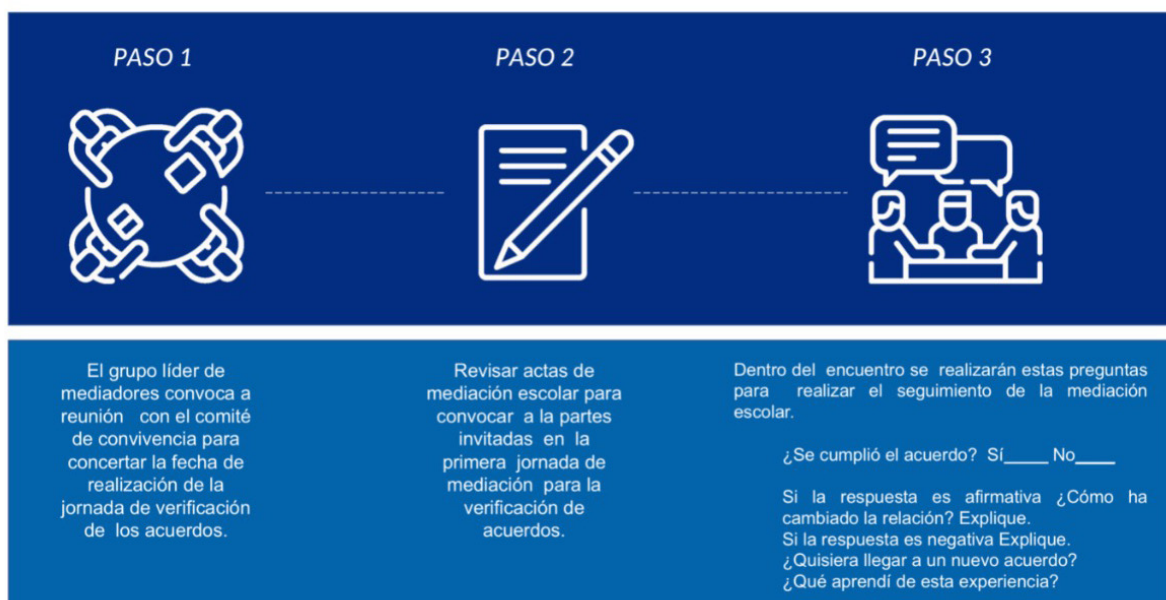 PASO 1
PASO 2
PASO 3
El grupo líder de
mediadores convoca a
reunión con el comité
de convivencia para
concertar la fecha de
realización de la
jornada de verificación
de los acuerdos.
Revisar actas de
mediación escolar para
convocar a la partes
invitadas en la
primera jornada de
mediación para la
verificación de
acuerdos.
Dentro del encuentro se realizarán estas preguntas
para realizar el seguimiento de la mediación
escolar.
¿Se cumplió el acuerdo? Sí_____ No____
Si la respuesta es afirmativa ¿Cómo ha
cambiado la relación? Explique.
Si la respuesta es negativa Explique.
¿Quisiera llegar a un nuevo acuerdo?
¿Qué aprendí de esta experiencia?